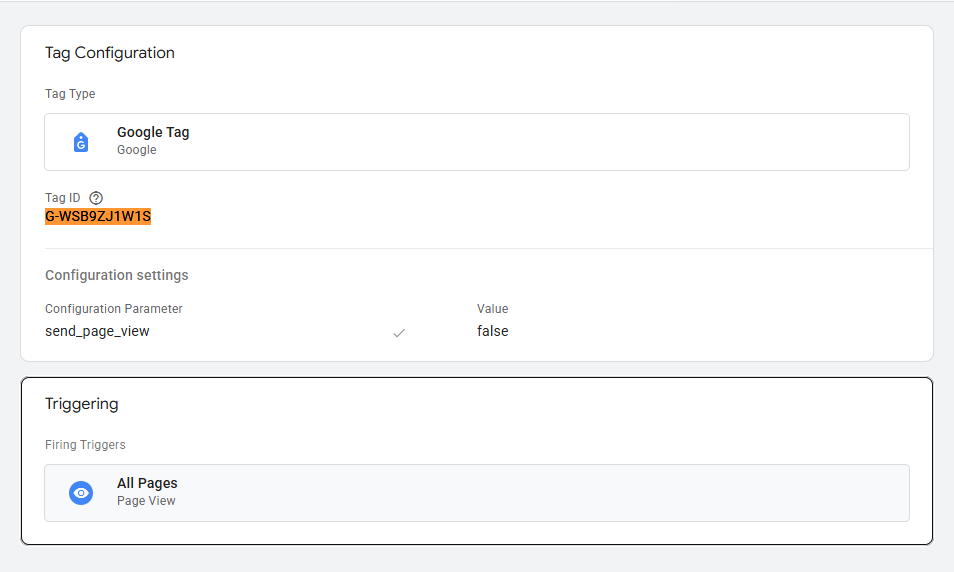 Tag Configuration
Tag Type
Google Tag
Google
Tag ID
G-WSB9ZJ1W1S
Configuration settings
Configuration Parameter
Value
send_page_view
false
Triggering
Firing Triggers
All Pages
Page View